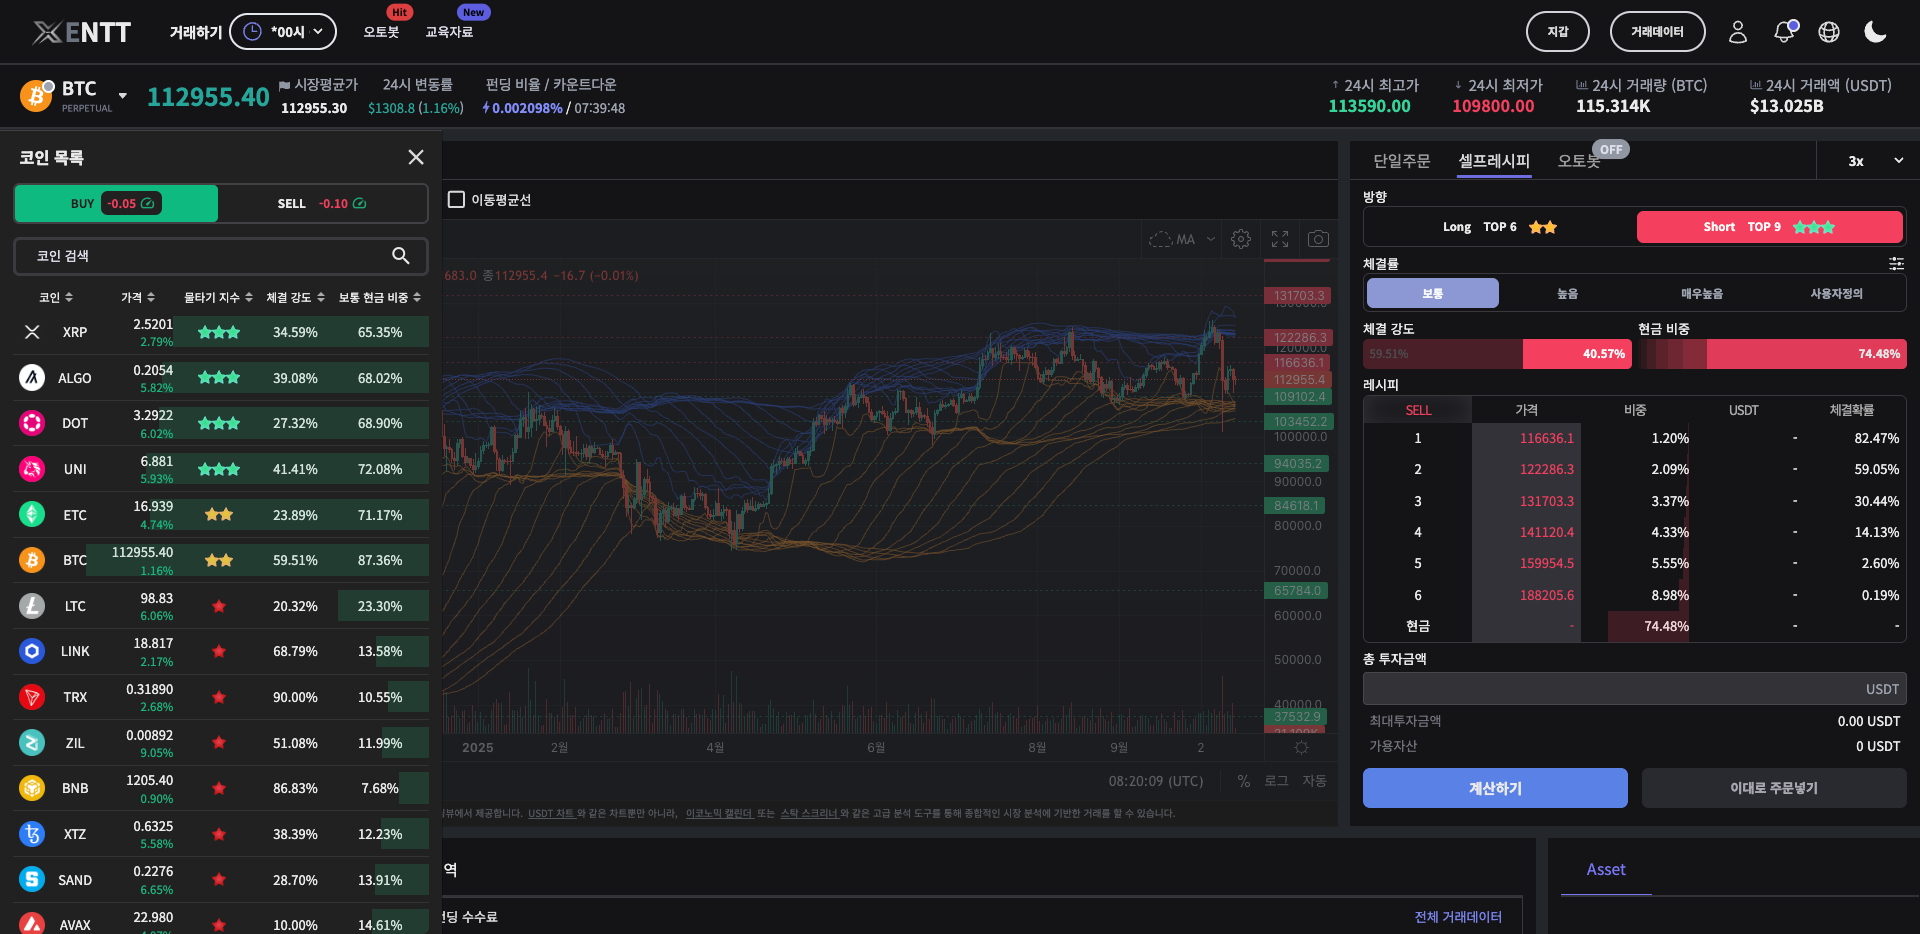 XENTT
거래하기
*00시
Hit
오토봇
New
교육자료
지갑
거래데이터
BTC
PERPETUAL
112955.40
시장평균가
112955.30
24시 변동률
$1308.8 (1.16%)
펀딩 비율 / 카운트다운
0.002098% / 07:39:48
24시 최고가
113590.00
24시 최저가
109800.00
24시 거래량 (BTC)
115.314K
24시 거래액 (USDT)
$13.025B
코인 목록
BUY -0.05
SELL -0.10
코인 검색
코인 가격 물타기 지수 체결 강도 보통 현금 비중
XRP 2.5201 2.79% 34.59% 65.35%
ALGO 0.2054 5.82% 39.08% 68.02%
DOT 3.2922 6.02% 27.32% 68.90%
UNI 6.881 5.93% 41.41% 72.08%
ETC 16.939 4.74% 23.89% 71.17%
BTC 112955.40 1.16% 59.51% 87.36%
LTC 98.83 6.06% 20.32% 23.30%
LINK 18.817 2.17% 68.79% 13.58%
TRX 0.31890 2.68% 90.00% 10.55%
ZIL 0.00892 9.05% 51.08% 11.99%
BNB 1205.40 0.90% 86.83% 7.68%
XTZ 0.6325 5.58% 38.39% 12.23%
SAND 0.2276 6.65% 28.70% 13.91%
AVAX 22.980 10.00% 14.61%
이동평균선
MA
683.0 종112955.4 −16.7 (−0.01%)
131703.3
122286.3
120000.0
116636.1
112955.4
109102.4
103452.2
100000.0
94035.2
90000.0
84618.1
80000.0
70000.0
65784.0
60000.0
50000.0
40000.0
37532.9
2025 2월 4월 6월 8월 9월 2
08:20:09 (UTC) % 로그 자동
뷰에서 제공합니다. USDT 차트 와 같은 차트뿐만 아니라, 이코노믹 캘린더 또는 스탁 스크리너 와 같은 고급 분석 도구를 통해 종합적인 시장 분석에 기반한 거래를 할 수 있습니다.
역
딩 수수료
전체 거래데이터
단일주문
셀프레시피
오토봇
OFF
3x
방향
Long TOP 6
Short TOP 9
체결률
보통 높음 매우높음 사용자정의
체결 강도
59.51% 40.57%
현금 비중
74.48%
레시피
SELL 가격 비중 USDT 체결확률
1 116636.1 1.20% - 82.47%
2 122286.3 2.09% - 59.05%
3 131703.3 3.37% - 30.44%
4 141120.4 4.33% - 14.13%
5 159954.5 5.55% - 2.60%
6 188205.6 8.98% - 0.19%
현금 - 74.48% - -
총 투자금액
USDT
최대투자금액 0.00 USDT
가용자산 0 USDT
계산하기
이대로 주문넣기
Asset